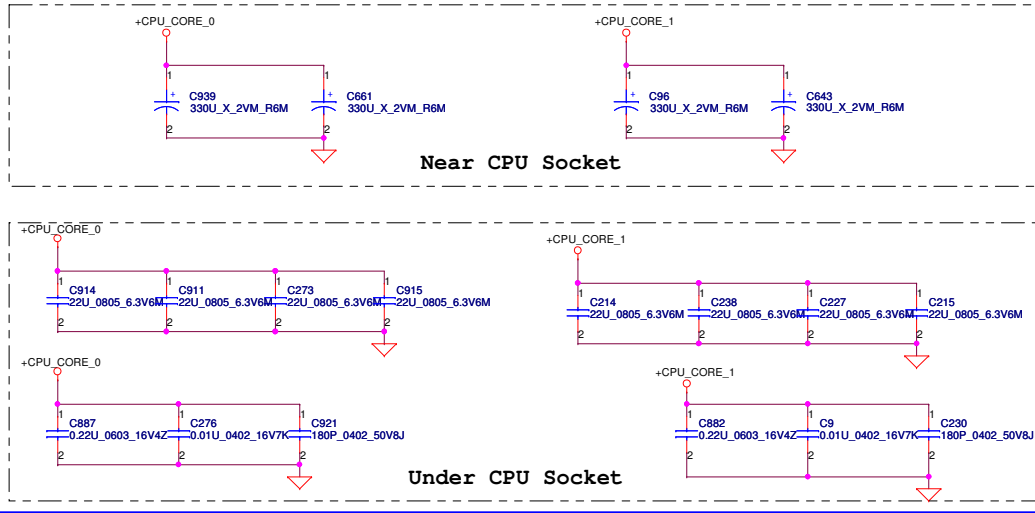 +CPU_CORE_0
+CPU_CORE_1
1 1 1 1
+ C939 + C661 + C96 + C643
330U_X_2VM_R6M 330U_X_2VM_R6M 330U_X_2VM_R6M 330U_X_2VM_R6M
2 2 2 2
Near CPU Socket
+CPU_CORE_0
+CPU_CORE_1
1 1 1 1
C914 C911 C273 C915
22U_0805_6.3V6M 22U_0805_6.3V6M 22U_0805_6.3V6M 22U_0805_6.3V6M
2 2 2 2
1 1 1 1
C214 C238 C227 C215
22U_0805_6.3V6M 22U_0805_6.3V6M 22U_0805_6.3V6M 22U_0805_6.3V6M
2 2 2 2
+CPU_CORE_0
+CPU_CORE_1
1 1 1
C887 C276 C921
0.22U_0603_16V4Z 0.01U_0402_16V7K 180P_0402_50V8J
2 2 2
1 1 1
C882 C9 C230
0.22U_0603_16V4Z 0.01U_0402_16V7K 180P_0402_50V8J
2 2 2
Under CPU Socket